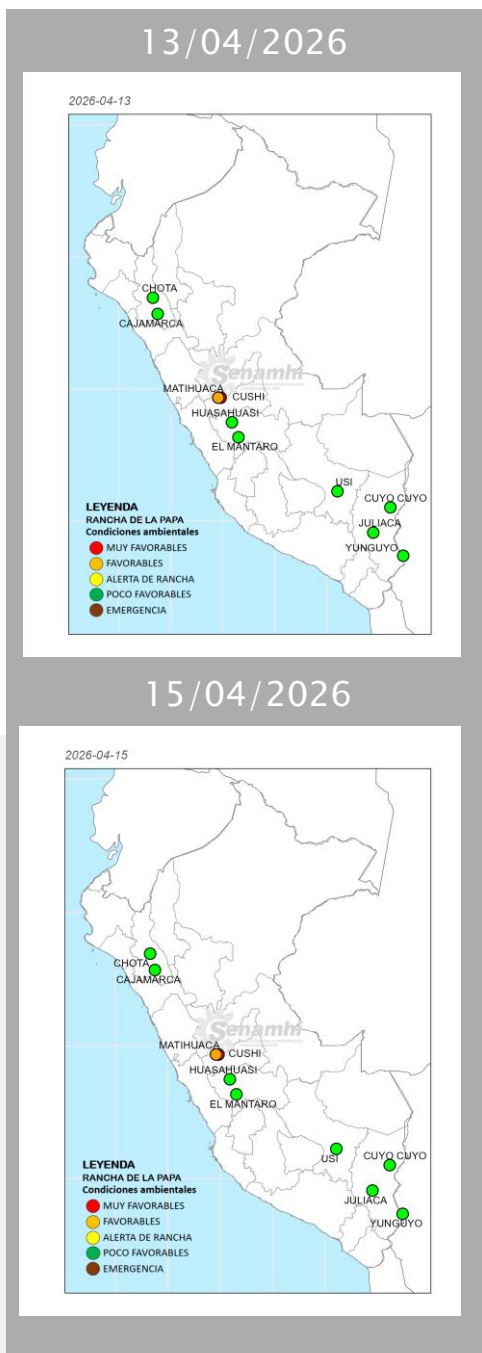 13/04/2026
2026-04-13
CHOTA
CAJAMARCA
Senamhi
MATIHUACA
CUSHI
HUASAHUASI
EL MANTARO
USI
CUYO CUYO
JULIACA
YUNGUYO
LEYENDA
RANCHA DE LA PAPA
Condiciones ambientales
MUY FAVORABLES
FAVORABLES
ALERTA DE RANCHA
POCO FAVORABLES
EMERGENCIA
15/04/2026
2026-04-15
CHOTA
CAJAMARCA
Senamhi
MATIHUACA
CUSHI
HUASAHUASI
EL MANTARO
USI
CUYO CUYO
JULIACA
YUNGUYO
LEYENDA
RANCHA DE LA PAPA
Condiciones ambientales
MUY FAVORABLES
FAVORABLES
ALERTA DE RANCHA
POCO FAVORABLES
EMERGENCIA